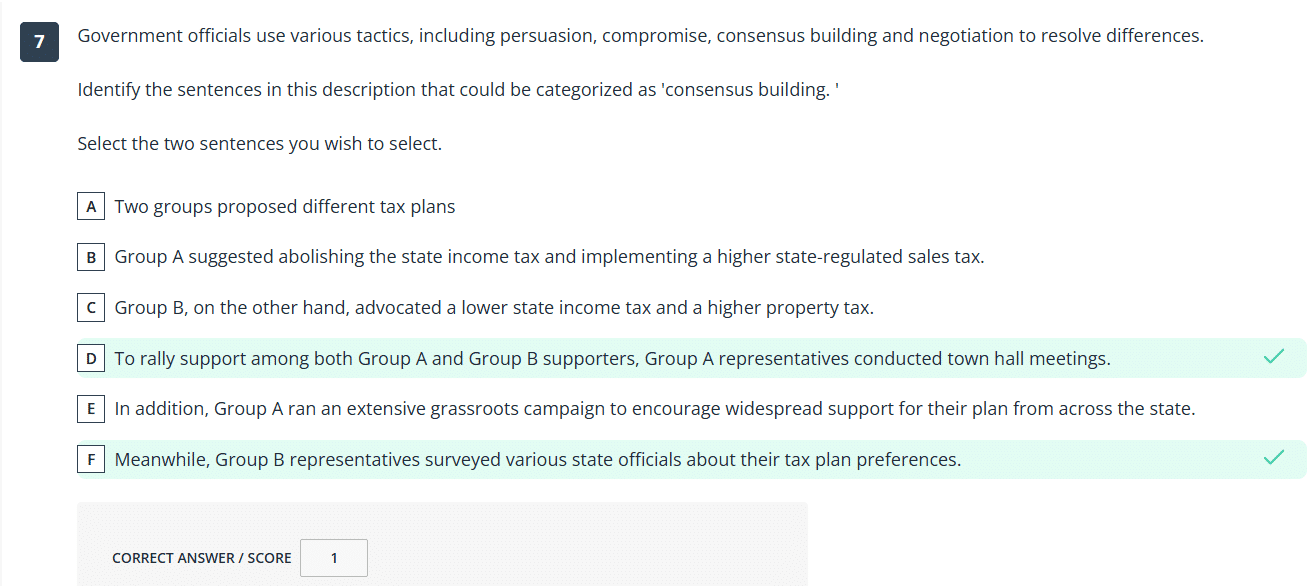 7
Government officials use various tactics, including persuasion, compromise, consensus building and negotiation to resolve differences.
Identify the sentences in this description that could be categorized as 'consensus building. '
Select the two sentences you wish to select.
A Two groups proposed different tax plans
B Group A suggested abolishing the state income tax and implementing a higher state-regulated sales tax.
C Group B, on the other hand, advocated a lower state income tax and a higher property tax.
D To rally support among both Group A and Group B supporters, Group A representatives conducted town hall meetings.
E In addition, Group A ran an extensive grassroots campaign to encourage widespread support for their plan from across the state.
F Meanwhile, Group B representatives surveyed various state officials about their tax plan preferences.
CORRECT ANSWER / SCORE 1